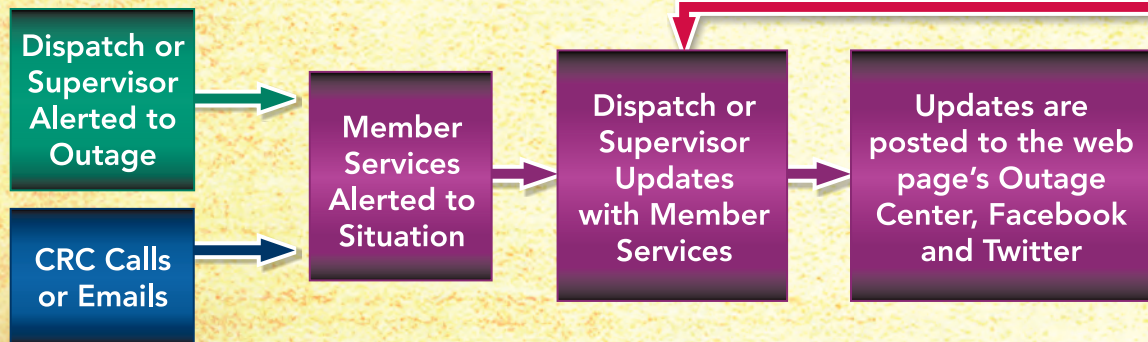 Dispatch or
Supervisor
Alerted to
Outage
CRC Calls
or Emails
Member
Services
Alerted to
Situation
Dispatch or
Supervisor
Updates
with Member
Services
Updates are
posted to the web
page's Outage
Center, Facebook
and Twitter